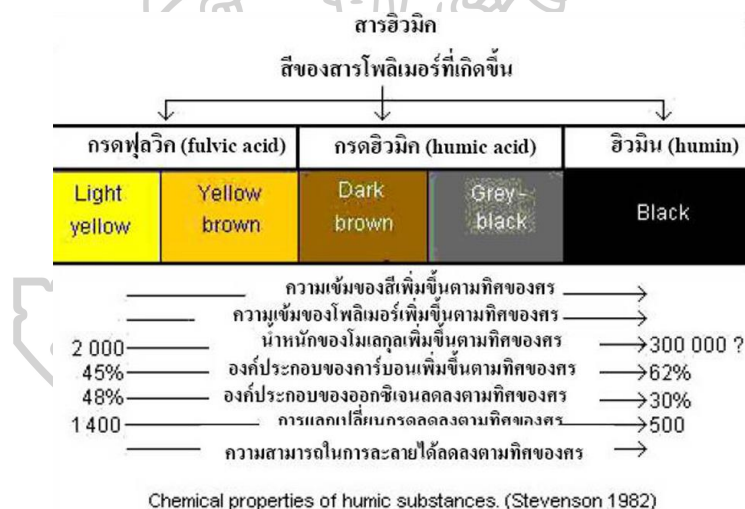 สารฮิวมิค
สีของสารโพลิเมอร์ที่เกิดขึ้น
กรดฟุลวิค (fulvic acid) กรดฮิวมิค (humic acid) ฮิวมิน (humin)
Light yellow Yellow brown Dark brown Grey-black Black
ความเข้มของสีเพิ่มขึ้นตามทิศของศร
ความเข้มของโพลิเมอร์เพิ่มขึ้นตามทิศของศร
2 000 น้ำหนักของโมเลกุลเพิ่มขึ้นตามทิศของศร 300 000 ?
45% องค์ประกอบของคาร์บอนเพิ่มขึ้นตามทิศของศร 62%
48% องค์ประกอบของออกซิเจนลดลงตามทิศของศร 30%
1 400 การแลกเปลี่ยนกรดลดลงตามทิศของศร 500
ความสามารถในการละลายได้ลดลงตามทิศของศร
Chemical properties of humic substances. (Stevenson 1982)